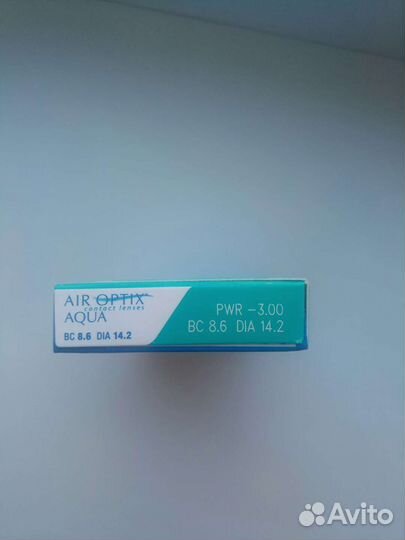 AIR OPTIX
contact lenses
AQUA
BC 8.6 DIA 14.2
PWR -3.00
BC 8.6 DIA 14.2
Avito